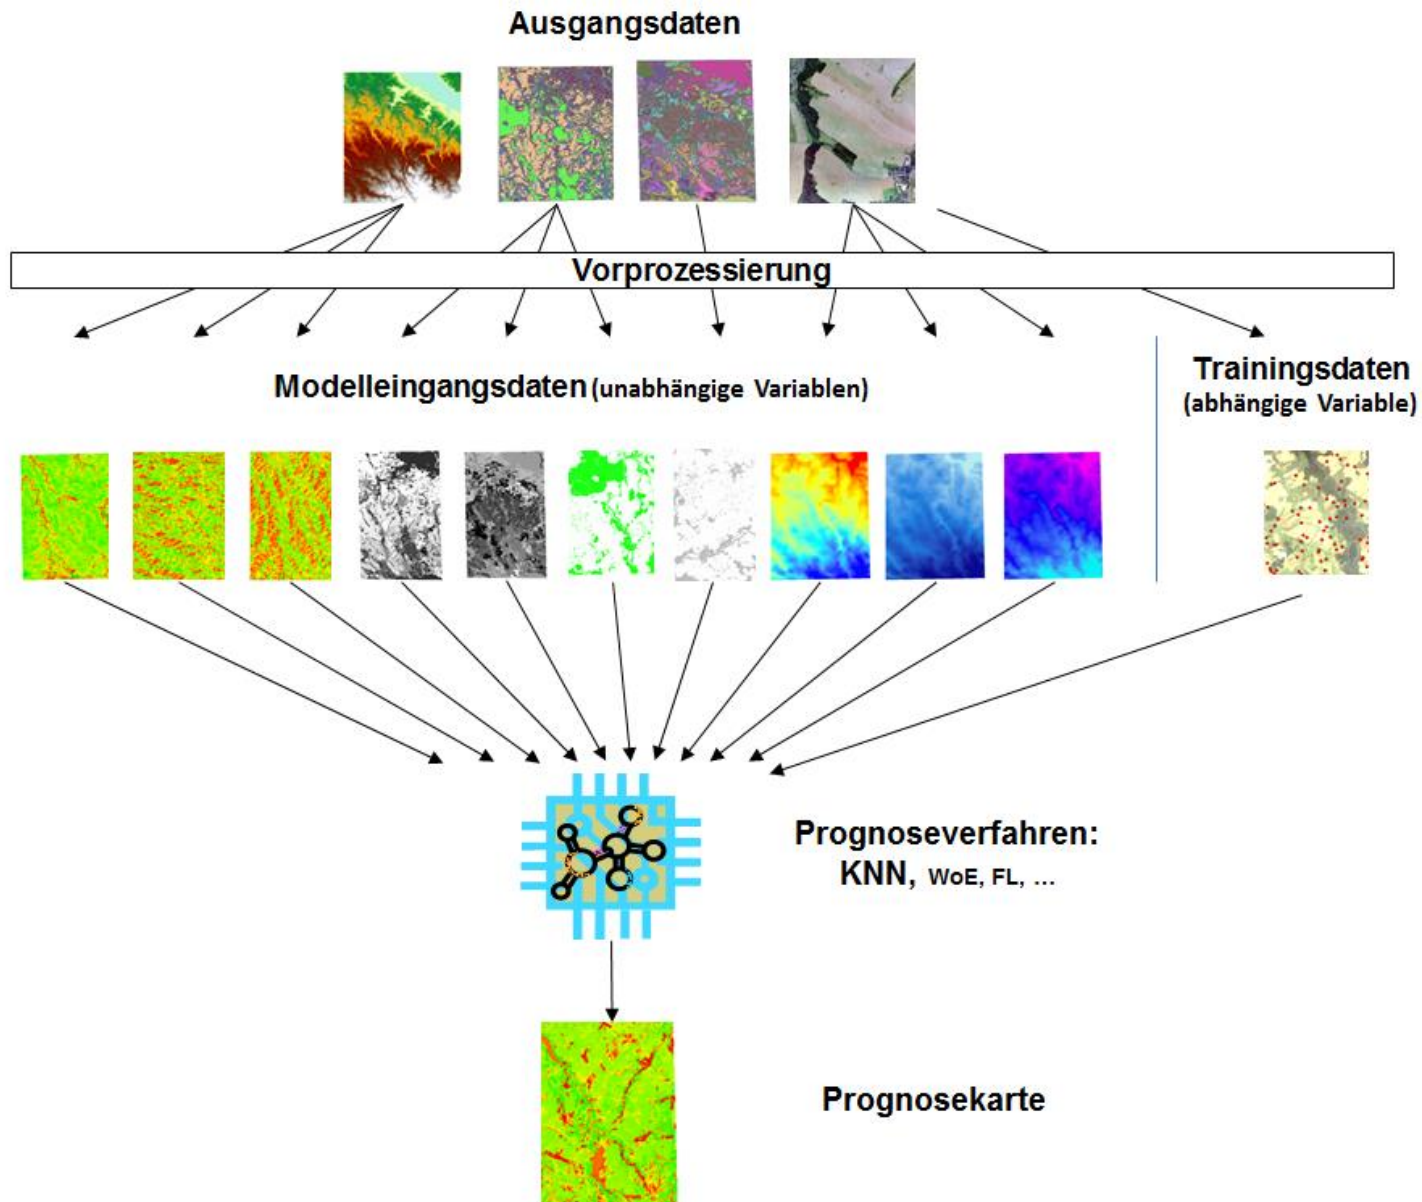 Ausgangsdaten
Vorprozessierung
Modelleingangsdaten (unabhängige Variablen)
Trainingsdaten
(abhängige Variable)
Prognoseverfahren:
KNN, WoE, FL, ...
Prognosekarte